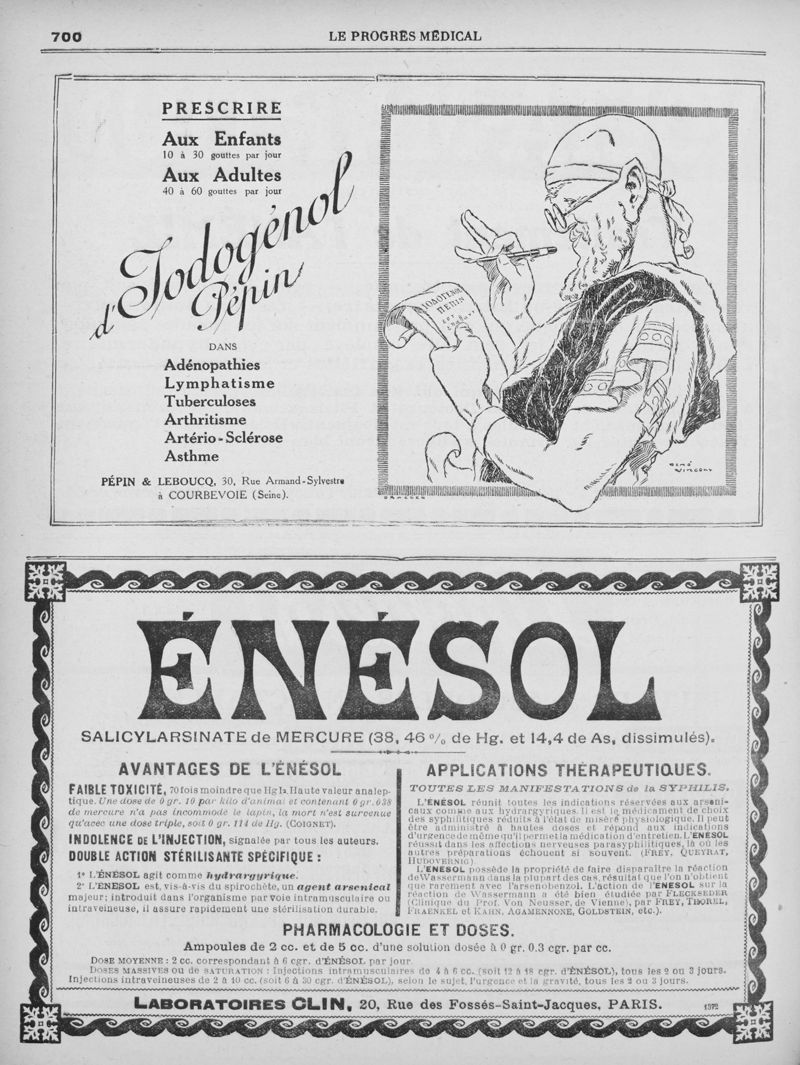 700
LE PROGRÈS MÉDICAL
PRESCRIRE
Aux Enfants
10 à 30 gouttes par jour
Aux Adultes
40 à 60 gouttes par jour
d'Iodogénol
Pépin
DANS
Adénopathies
Lymphatisme
Tuberculoses
Arthritisme
Artério-Sclérose
Asthme
PÉPIN & LEBOUCQ, 30, Rue Armand-Sylvestre
à COURBEVOIE (Seine).
PEPIN
RENÉ
VINCENT
ÉNÉSOL
SALICYLARSINATE de MERCURE (38, 46 % de Hg. et 14,4 de As, dissimulés).
AVANTAGES DE L'ÉNÉSOL
FAIBLE TOXICITÉ, 70 fois moindre que Hg I2. Haute valeur analep-
tique. Une dose de 0 gr. 10 par kilo d'animal et contenant 0 gr. 038
de mercure n'a pas incommodé le lapin, la mort n'est survenue
qu'avec une dose triple, soit 0 gr. 114 de Hg. (COIGNET).
INDOLENCE DE L'INJECTION, signalée par tous les auteurs.
DOUBLE ACTION STÉRILISANTE SPÉCIFIQUE :
1° L'ÉNÉSOL agit comme hydrargyrique.
2° L'ÉNÉSOL est, vis-à-vis du spirochète, un agent arsenical
majeur; introduit dans l'organisme par voie intramusculaire ou
intraveineuse, il assure rapidement une stérilisation durable.
APPLICATIONS THÉRAPEUTIQUES.
TOUTES LES MANIFESTATIONS de la SYPHILIS.
L'ÉNÉSOL réunit toutes les indications réservées aux arseni-
caux comme aux hydrargyriques. Il est le médicament de choix
des syphilitiques réduits à l'état de misère physiologique. Il peut
être administré à hautes doses et répond aux indications
d'urgence de même qu'il permet la médication d'entretien. L'ÉNÉSOL
réussit dans les affections nerveuses parasyphilitiques, là où les
autres préparations échouent si souvent. (FREY, QUEYRAT,
HUDOVERNIG)
L'ÉNÉSOL possède la propriété de faire disparaître la réaction
de Wassermann dans la plupart des cas, résultat que l'on n'obtient
que rarement avec l'arsenobenzol. L'action de l'ENESOL sur la
réaction de Wassmann a été bien étudiée par FLECKSEDER
(Clinique du Prof. Von Neusser, de Vienne), par FREY, THOREL,
FRAENKEL et KAHN, AGAMENNONE, GOLDSTEIN, etc.).
PHARMACOLOGIE ET DOSES.
Ampoules de 2 cc. et de 5 cc. d'une solution dosée à 0 gr. 0.3 cgr. par cc.
DOSE MOYENNE : 2 cc. correspondant à 6 cgr. d'ÉNÉSOL par jour.
DOSES MASSIVES ou de SATURATION : Injections intramusculaires de 4 à 6 cc. (soit 12 à 18 cgr. d'ÉNÉSOL), tous les 2 ou 3 jours.
Injections intraveineuses de 2 à 10 cc. (soit 6 à 30 cgr. d'ÉNÉSOL), selon le sujet, l'urgence et la gravité, tous les 2 ou 3 jours.
LABORATOIRES CLIN, 20, Rue des Fossés-Saint-Jacques, PARIS.
1372